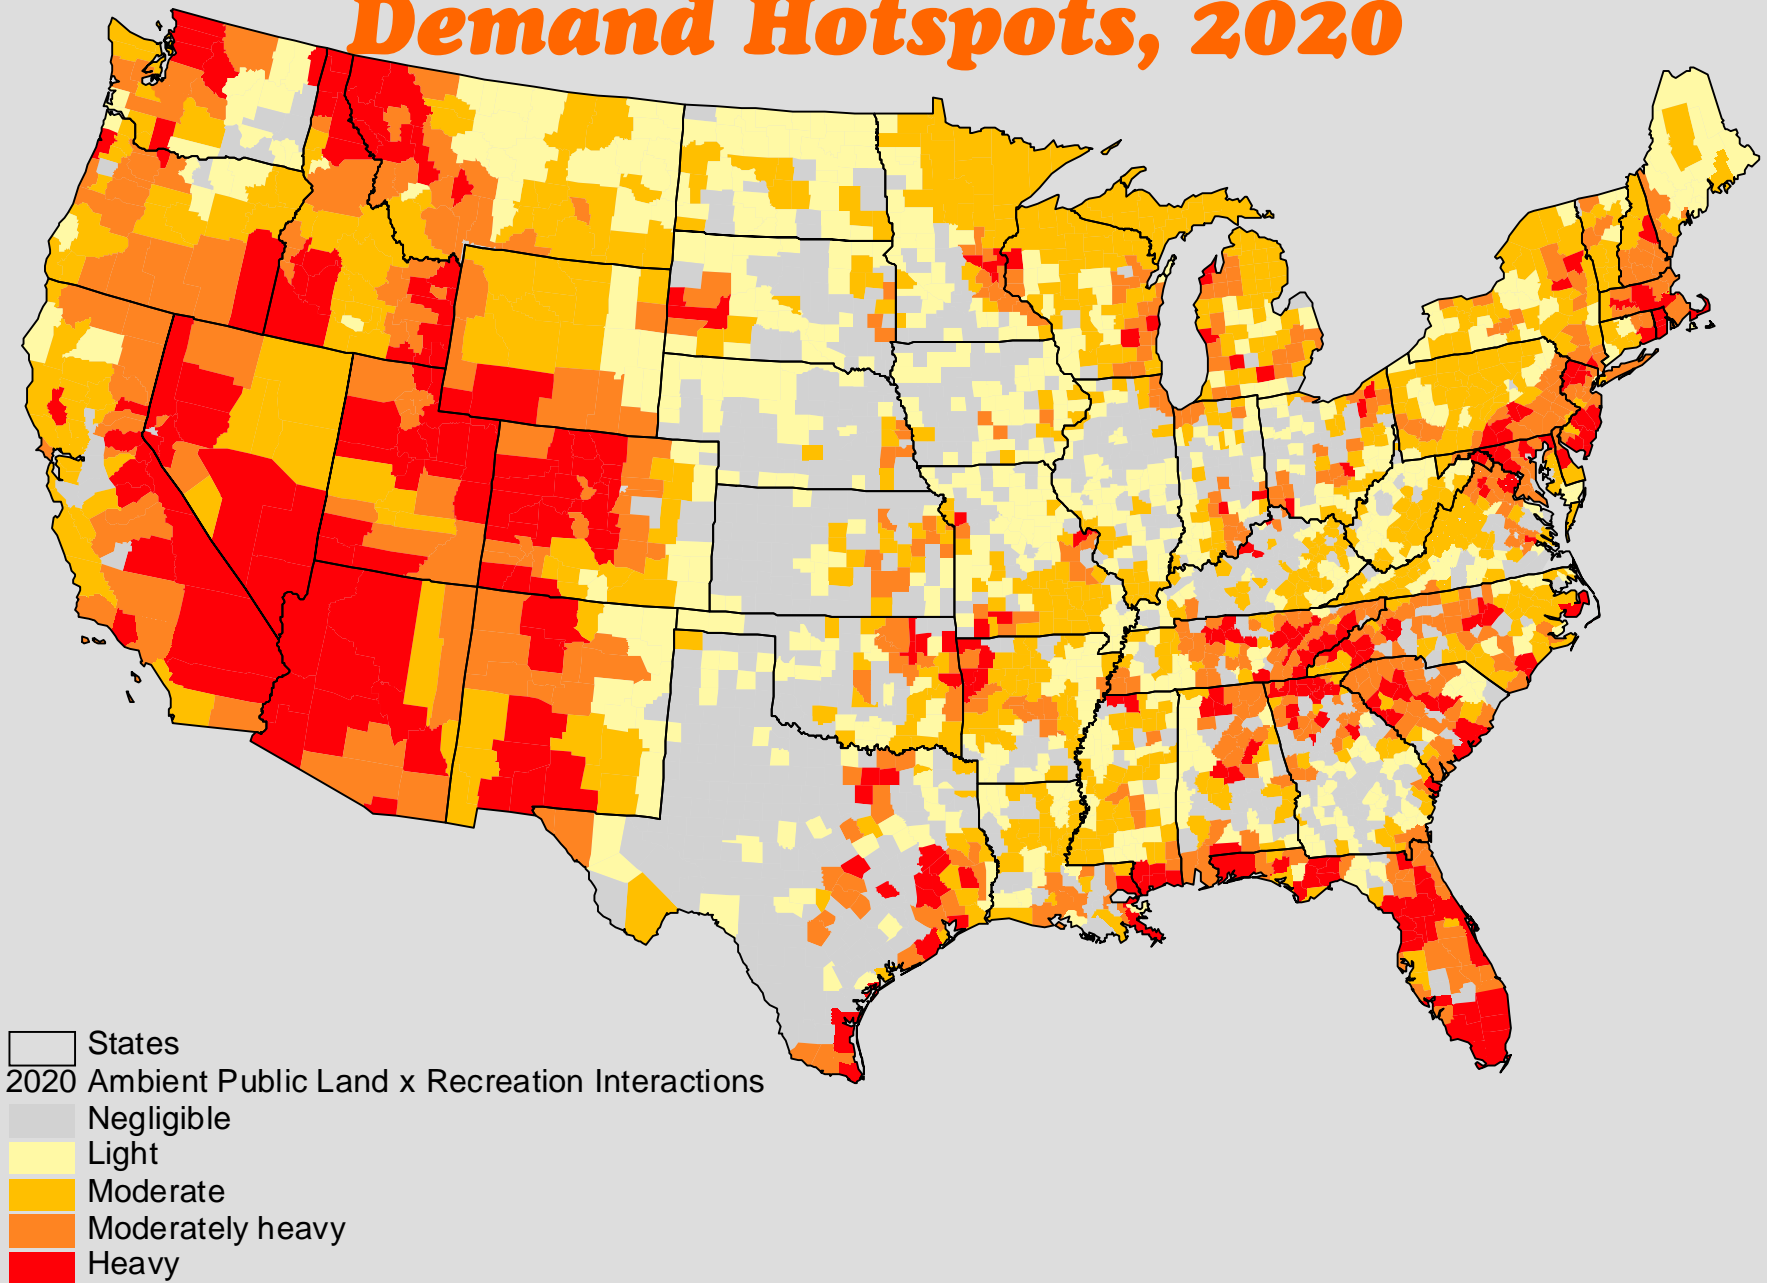 Demand Hotspots, 2020
States
2020 Ambient Public Land x Recreation Interactions
Negligible
Light
Moderate
Moderately heavy
Heavy